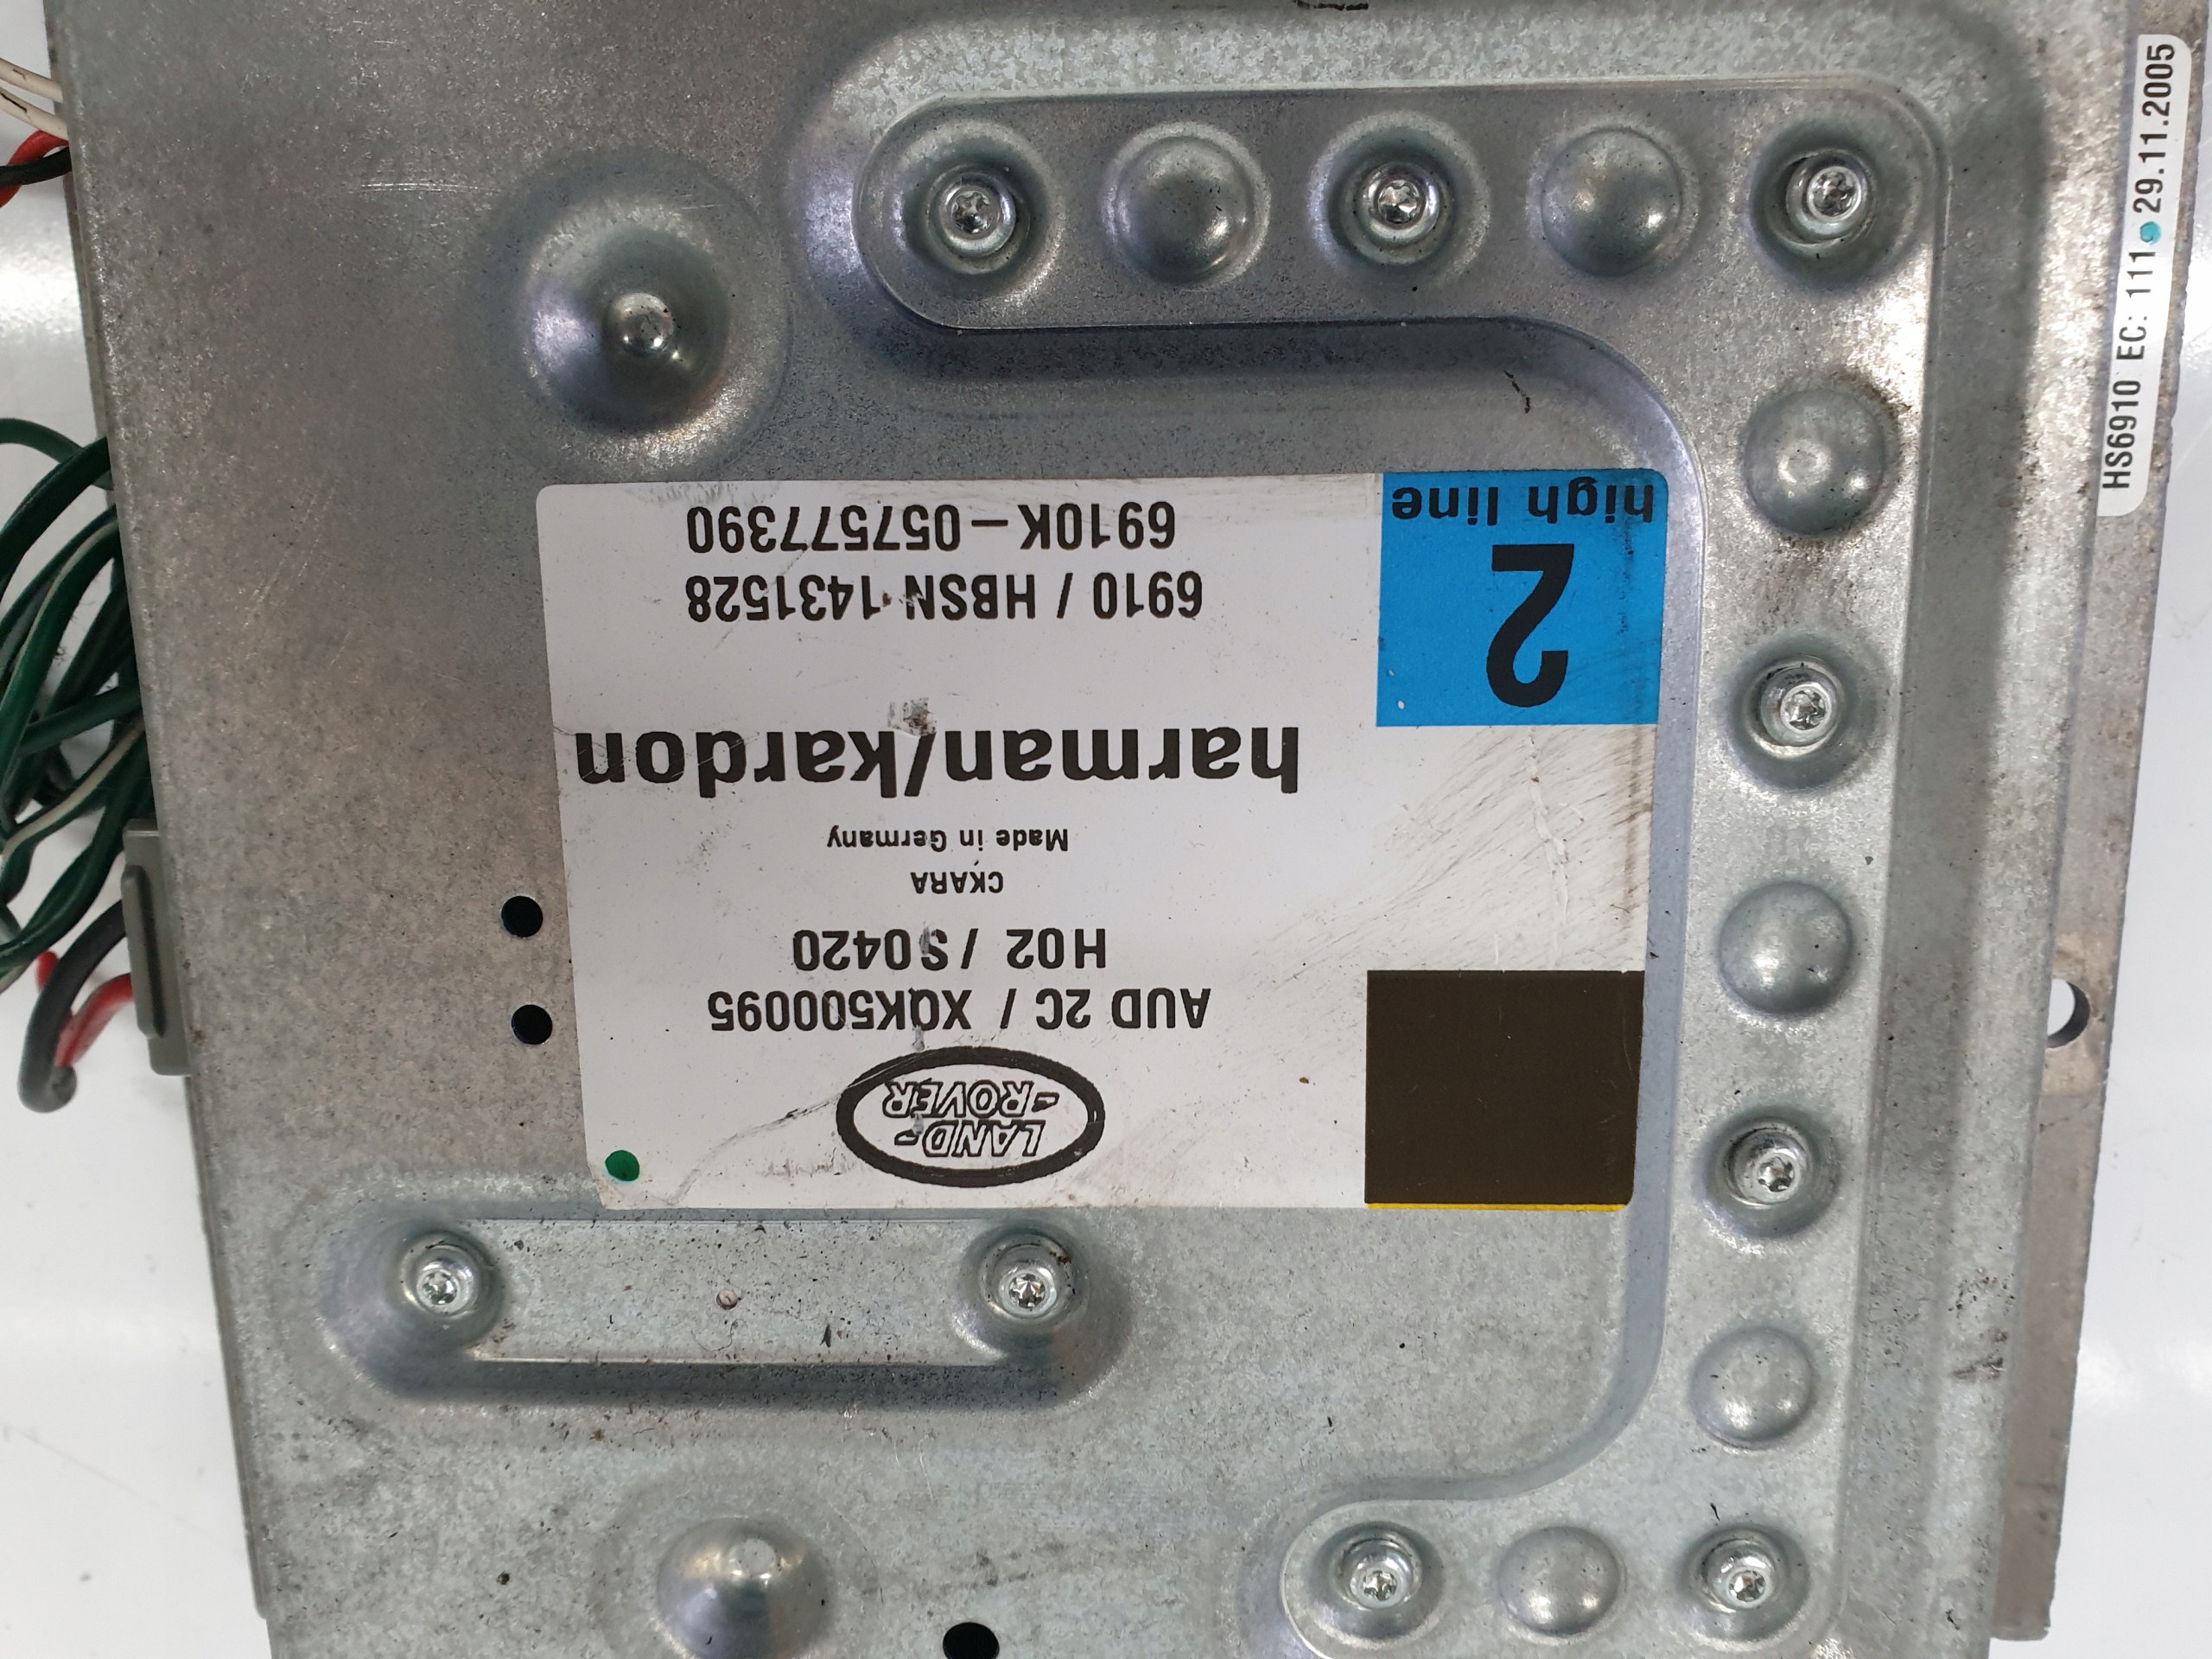 LAND-
-ROVER
AUD 2C / XQK500095
H02 / S0420
CKARA
Made in Germany
harman/kardon
6910 / HBSN 1431528
6910K-057577390
2
high line
HS6910 EC: 111 29.11.2005